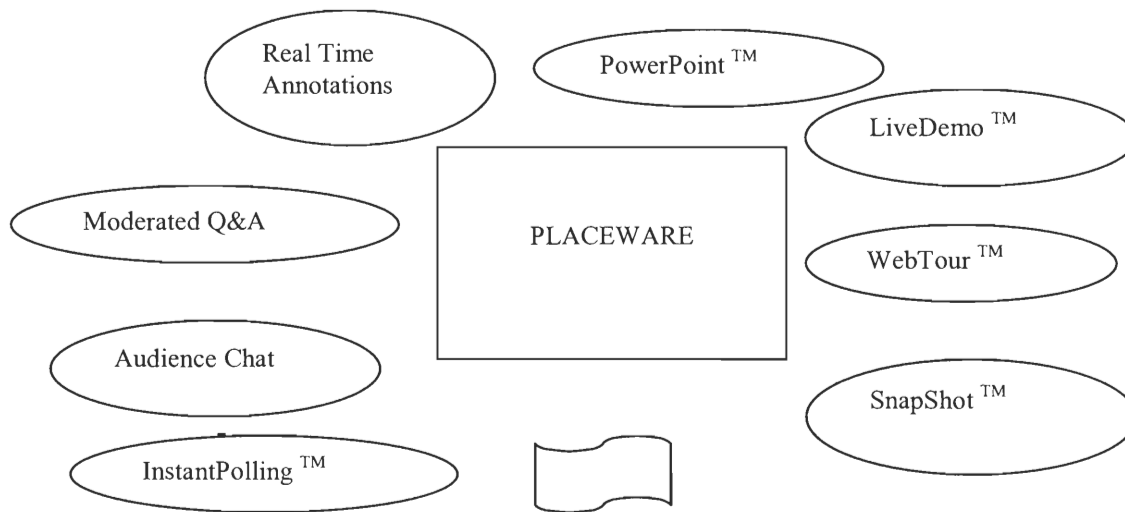 Real Time
Annotations
PowerPoint ™
LiveDemo ™
Moderated Q&A
PLACEWARE
WebTour ™
Audience Chat
SnapShot ™
InstantPolling ™